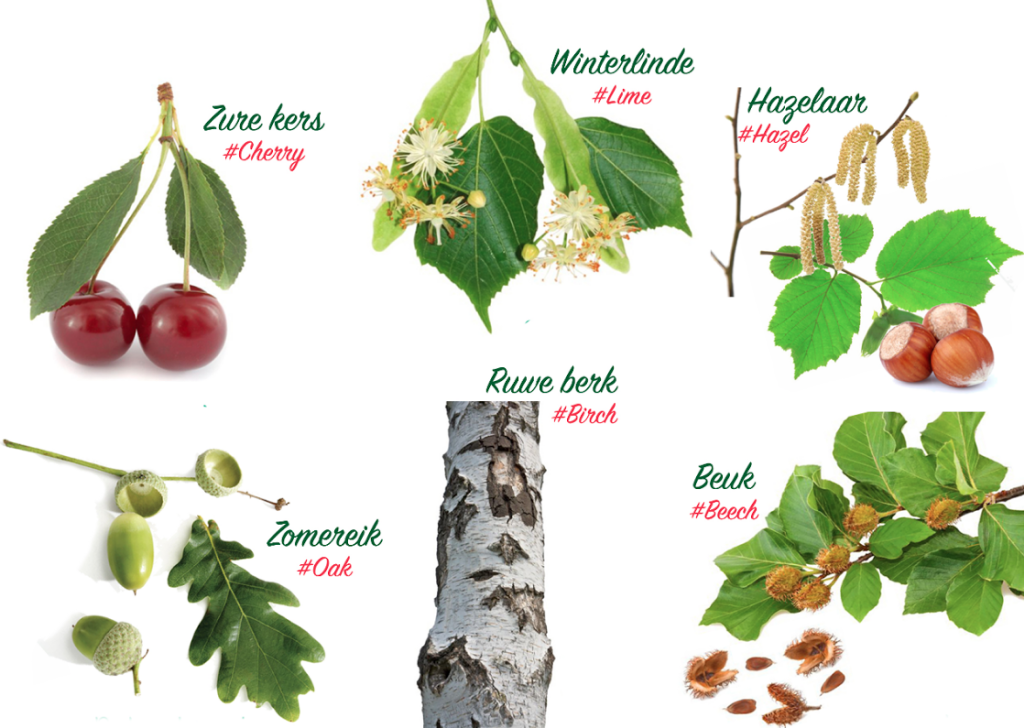 Zure kers
#Cherry
Winterlinde
#Lime
Hazelaar
#Hazel
Zomereik
#Oak
Ruwe berk
#Birch
Beuk
#Beech